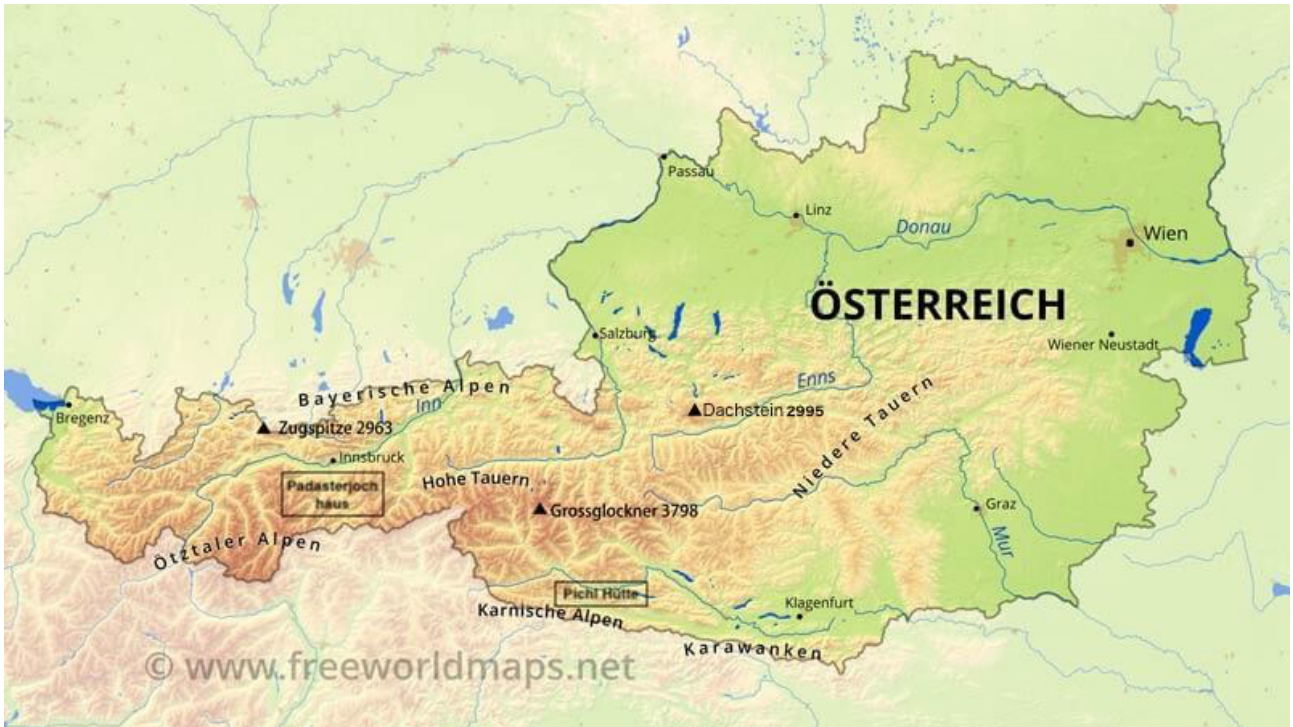 Passau
Linz
Donau
Wien
ÖSTERREICH
Salzburg
Wiener Neustadt
Bayerische Alpen
Inn
Enns
Bregenz
Dachstein 2995
Zugspitze 2963
Niedere Tauern
Innsbruck
Padasterjoch
haus
Hohe Tauern
Grossglockner 3798
Graz
Mur
Ötztaler Alpen
Pichl Hütte
Klagenfurt
Karnische Alpen
Karawanken
© www.freeworldmaps.net